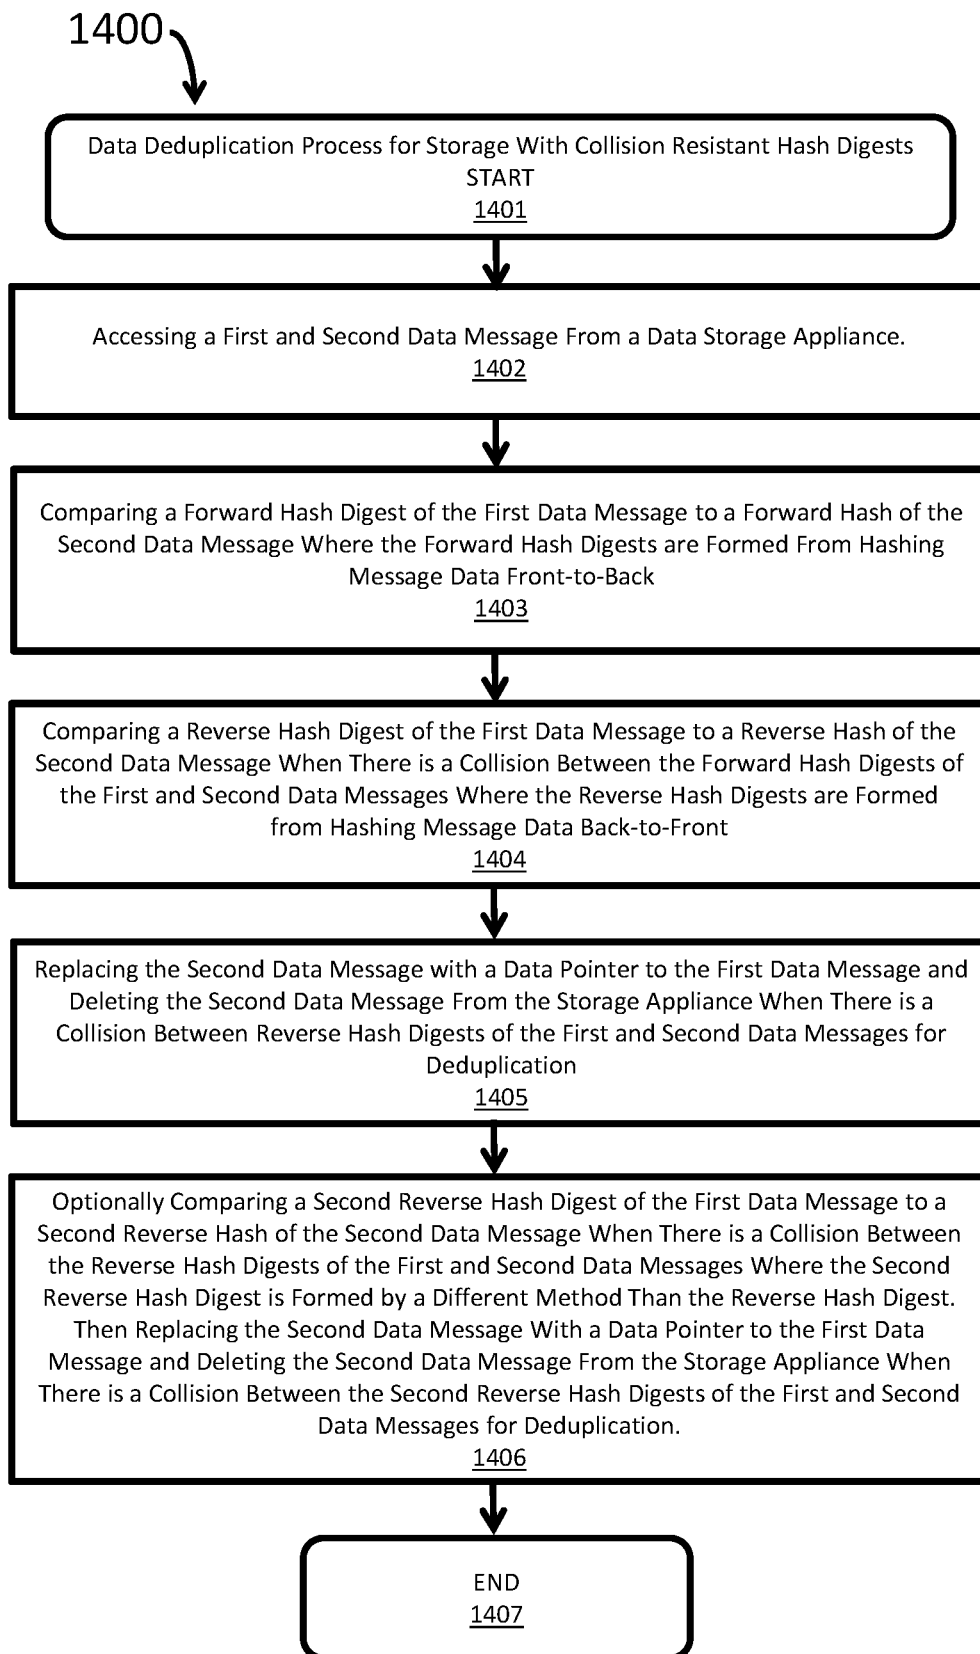 1400
Data Deduplication Process for Storage With Collision Resistant Hash Digests
START
1401
Accessing a First and Second Data Message From a Data Storage Appliance.
1402
Comparing a Forward Hash Digest of the First Data Message to a Forward Hash of the
Second Data Message Where the Forward Hash Digests are Formed From Hashing
Message Data Front-to-Back
1403
Comparing a Reverse Hash Digest of the First Data Message to a Reverse Hash of the
Second Data Message When There is a Collision Between the Forward Hash Digests of
the First and Second Data Messages Where the Reverse Hash Digests are Formed
from Hashing Message Data Back-to-Front
1404
Replacing the Second Data Message with a Data Pointer to the First Data Message and
Deleting the Second Data Message From the Storage Appliance When There is a
Collision Between Reverse Hash Digests of the First and Second Data Messages for
Deduplication
1405
Optionally Comparing a Second Reverse Hash Digest of the First Data Message to a
Second Reverse Hash of the Second Data Message When There is a Collision Between
the Reverse Hash Digests of the First and Second Data Messages Where the Second
Reverse Hash Digest is Formed by a Different Method Than the Reverse Hash Digest.
Then Replacing the Second Data Message With a Data Pointer to the First Data
Message and Deleting the Second Data Message From the Storage Appliance When
There is a Collision Between the Second Reverse Hash Digests of the First and Second
Data Messages for Deduplication.
1406
END
1407